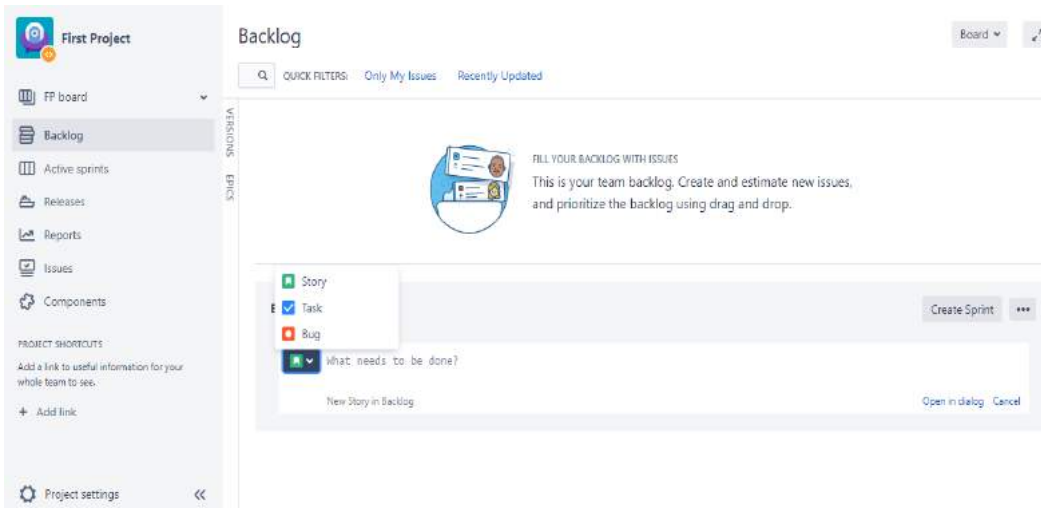 First Project
FP board
Backlog
Active sprints
Releases
Reports
Issues
Components
PROJECT SHORTCUTS
Add a link to useful information for your
whole team to see.
+ Add link
Project settings
Backlog
Board
QUICK FILTERS: Only My Issues Recently Updated
VERSIONS
EPICS
FILL YOUR BACKLOG WITH ISSUES
This is your team backlog. Create and estimate new issues,
and prioritize the backlog using drag and drop.
Story
Task
Bug
Create Sprint
What needs to be done?
New Story in Backlog
Open in dialog Cancel